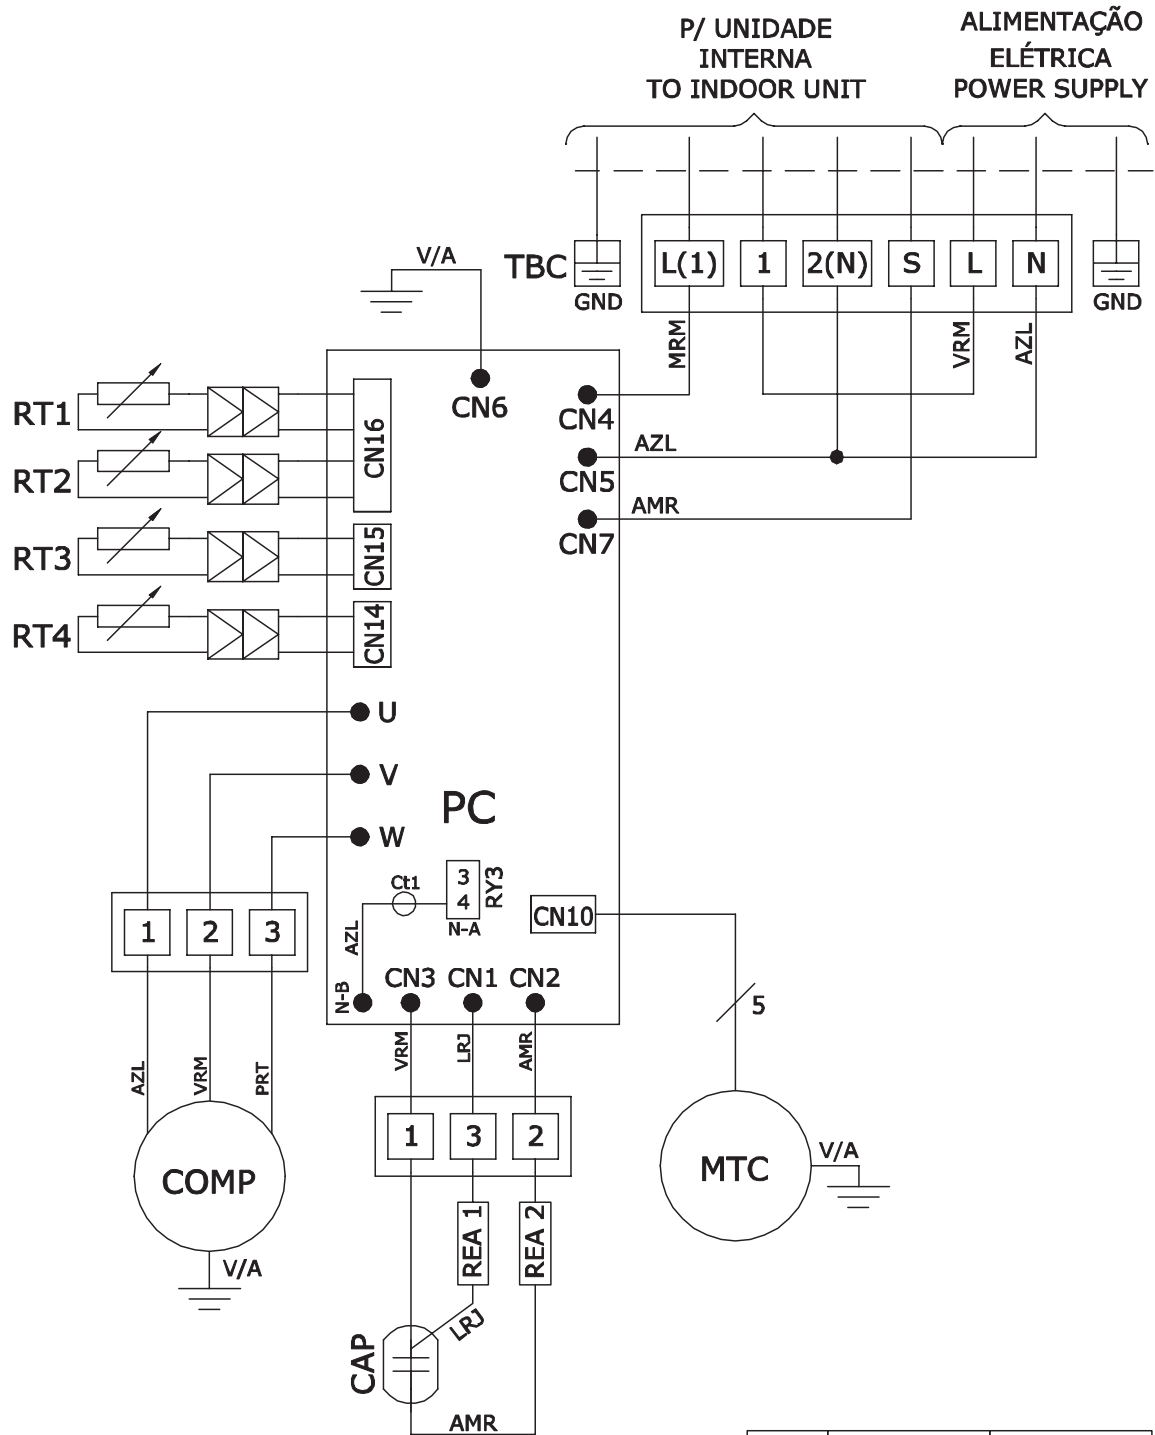 P/ UNIDADE
INTERNA
TO INDOOR UNIT
ALIMENTAÇÃO
ELÉTRICA
POWER SUPPLY
TBC
GND
L(1)
1
2(N)
S
L
N
GND
V/A
MRM
VRM
AZL
CN6
CN4
AZL
CN5
AMR
CN7
RT1
RT2
RT3
RT4
CN16
CN15
CN14
U
V
W
PC
Ct1
3
4
RY3
N-A
AZL
N-B
CN10
CN3
CN1
CN2
1
2
3
5
AZL
VRM
PRT
VRM
LRJ
AMR
COMP
V/A
1
3
2
MTC
V/A
REA 1
REA 2
LRJ
CAP
AMR